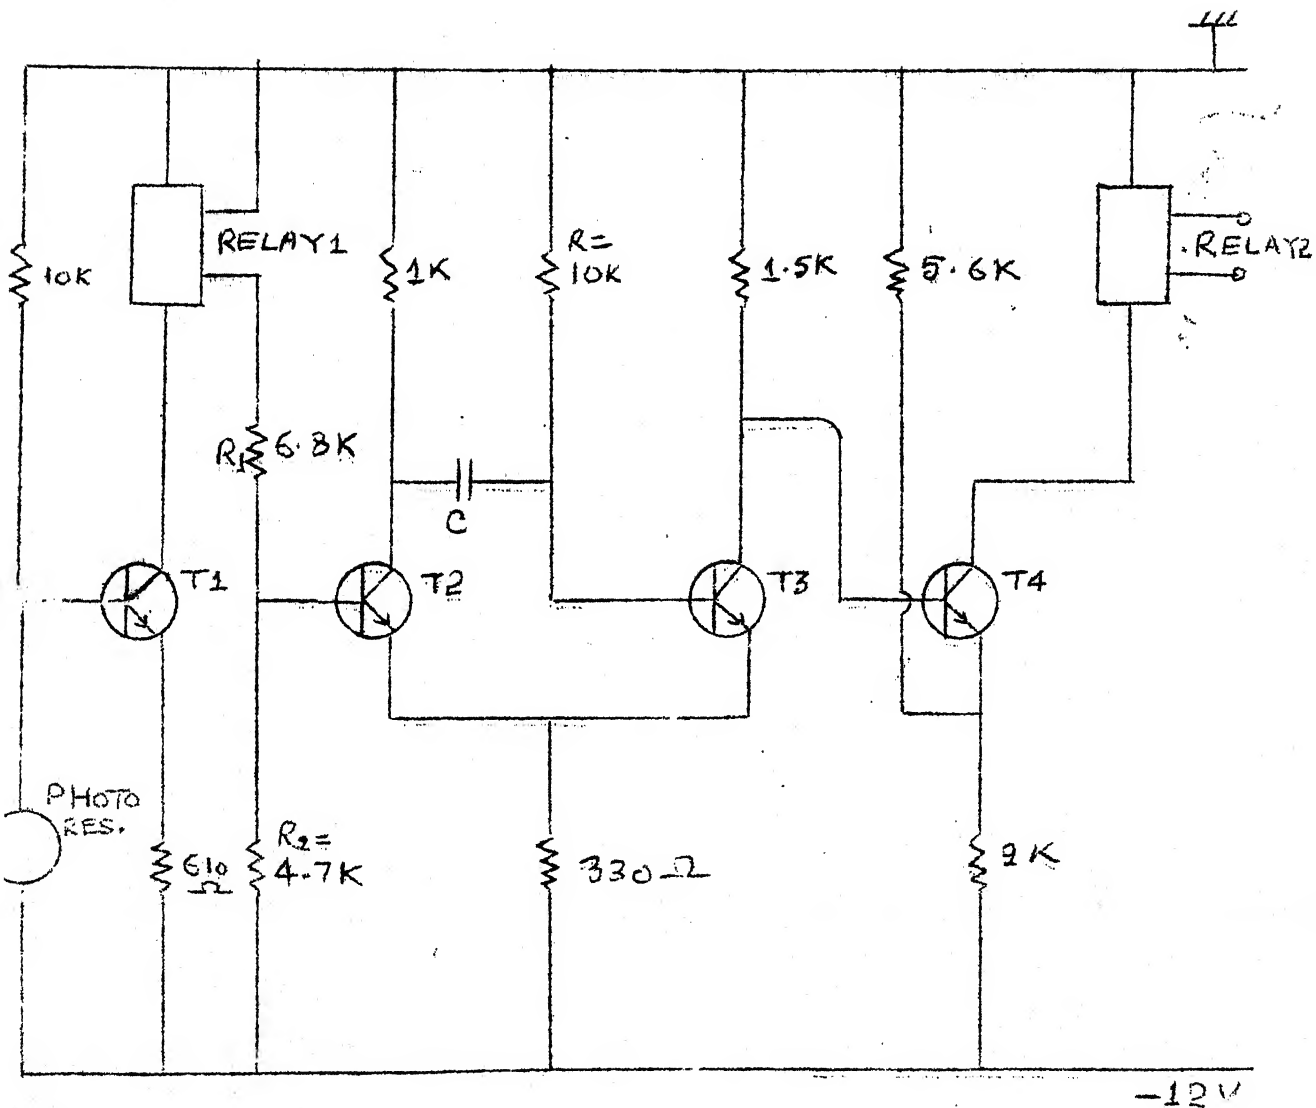 RELAY1
RELAY2
10K
1K
R=
10K
1.5K
5.6K
R1
6.8K
C
T1
T2
T3
T4
PHOTO
RES.
610
Ω
R2=
4.7K
330Ω
2K
-12V